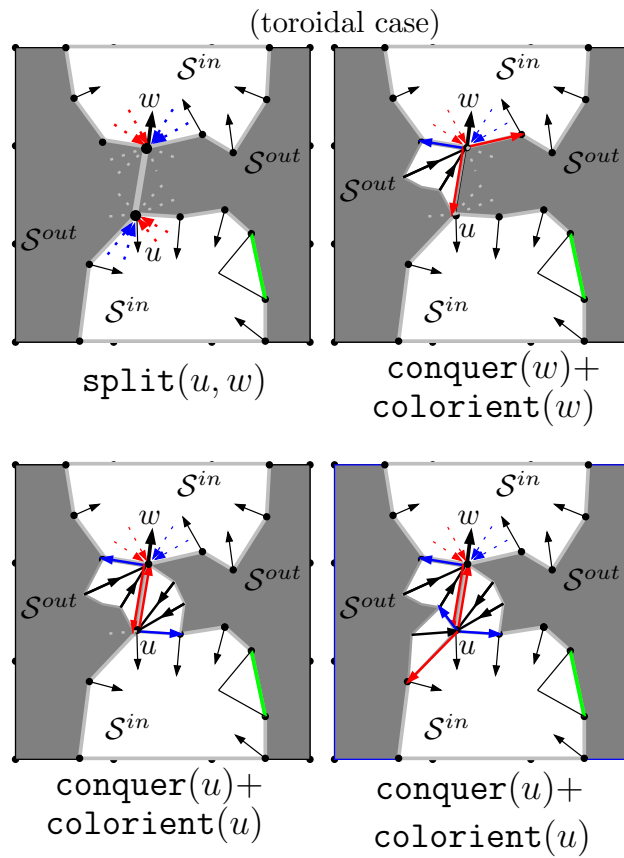 (toroidal case)
S^{in} S^{in}
w w
S^{out} S^{out}
S^{out}
u u
S^{in} S^{in}
split(u, w) conquer(w)+
colorient(w)
S^{in} S^{in}
w w
S^{out} S^{out} S^{out} S^{out}
u u
S^{in} S^{in}
conquer(u)+ conquer(u)+
colorient(u) colorient(u)